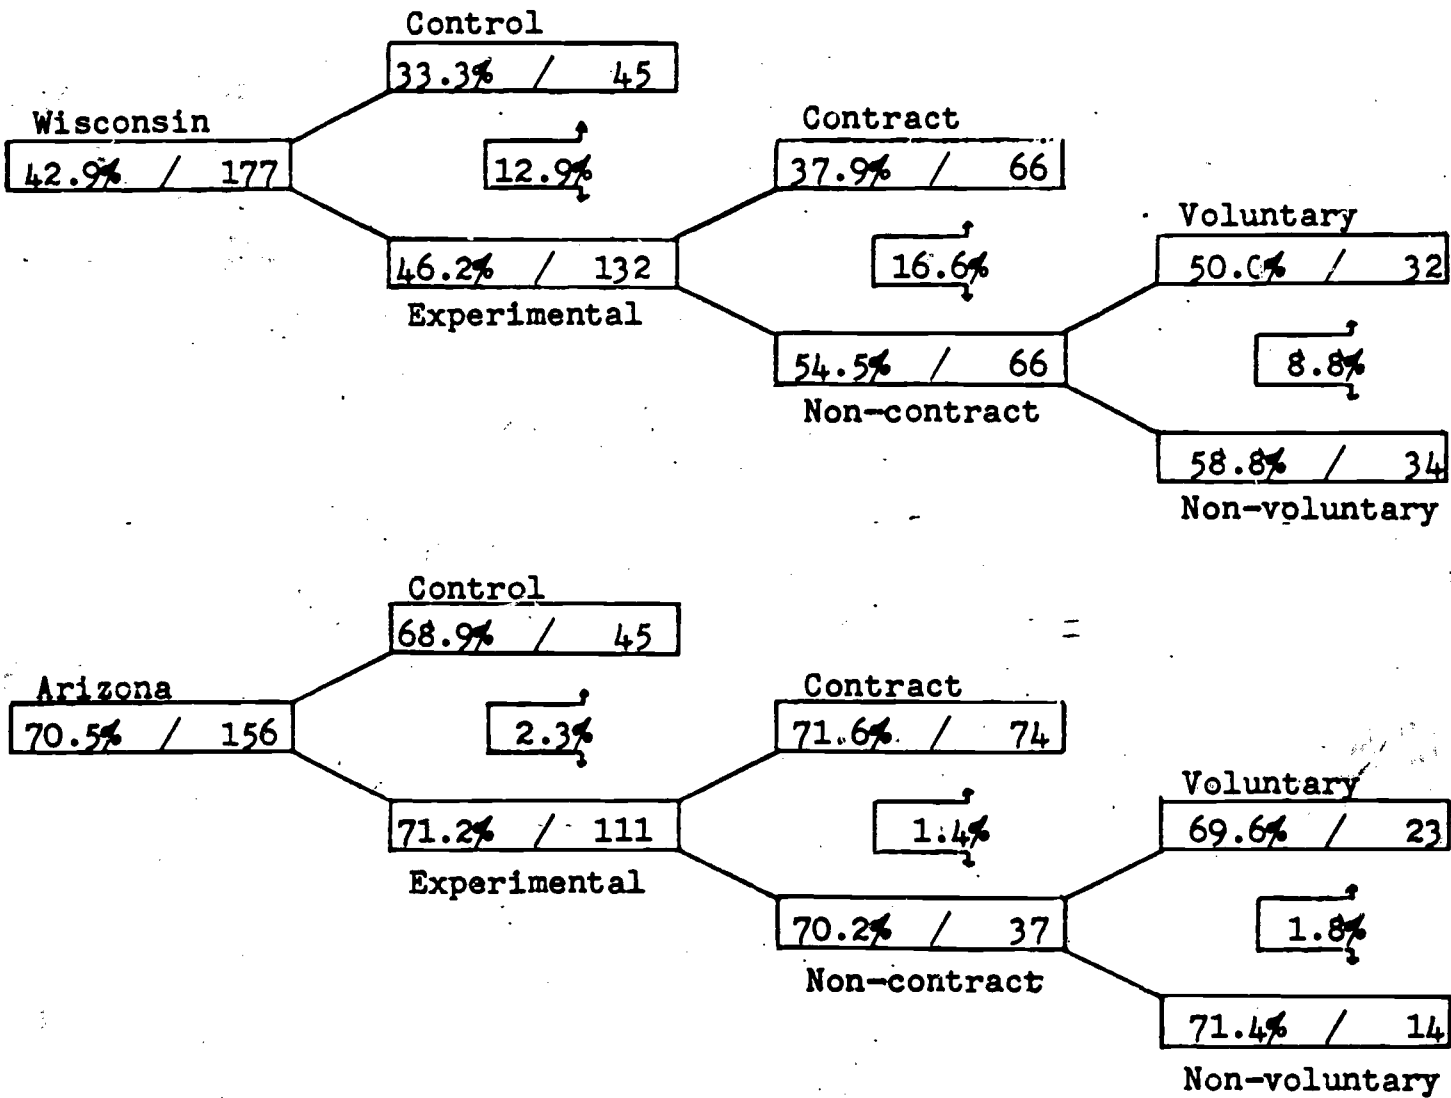 Control
33.3% / 45
Wisconsin
42.9% / 177
12.9%
Contract
37.9% / 66
46.2% / 132
Experimental
16.6%
Voluntary
50.0% / 32
54.5% / 66
Non-contract
8.8%
58.8% / 34
Non-voluntary
Control
68.9% / 45
Arizona
70.5% / 156
2.3%
Contract
71.6% / 74
71.2% / 111
Experimental
1.4%
Voluntary
69.6% / 23
70.2% / 37
Non-contract
1.8%
71.4% / 14
Non-voluntary